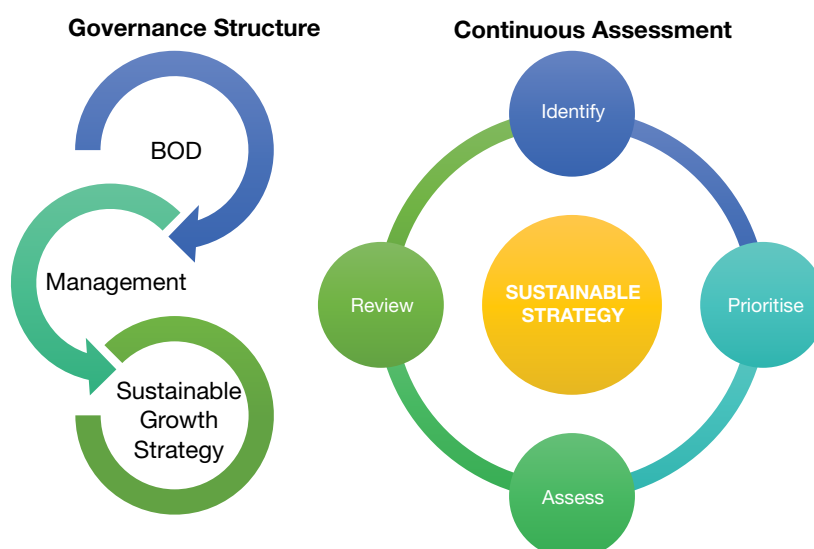 Governance Structure
BOD
Management
Sustainable
Growth
Strategy
Continuous Assessment
Identify
Prioritise
Assess
Review
SUSTAINABLE
STRATEGY